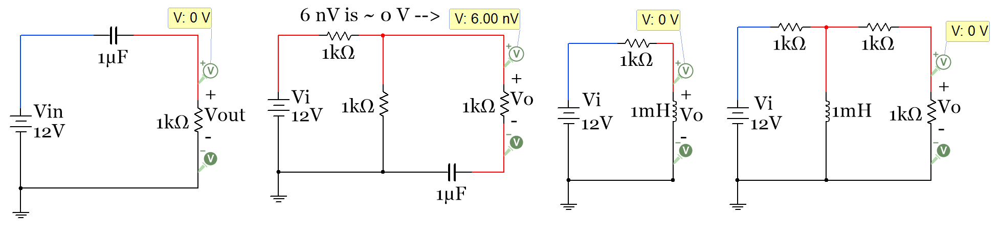 V: 0 V
1µF
Vin
12V
1kΩ
+
Vout
-
6 nV is ~ 0 V -->
V: 6.00 nV
1kΩ
Vi
12V
1kΩ
1kΩ
+
Vo
-
1µF
V: 0 V
1kΩ
Vi
12V
1mH
+
Vo
-
V: 0 V
1kΩ
1kΩ
Vi
12V
1mH
1kΩ
+
Vo
-